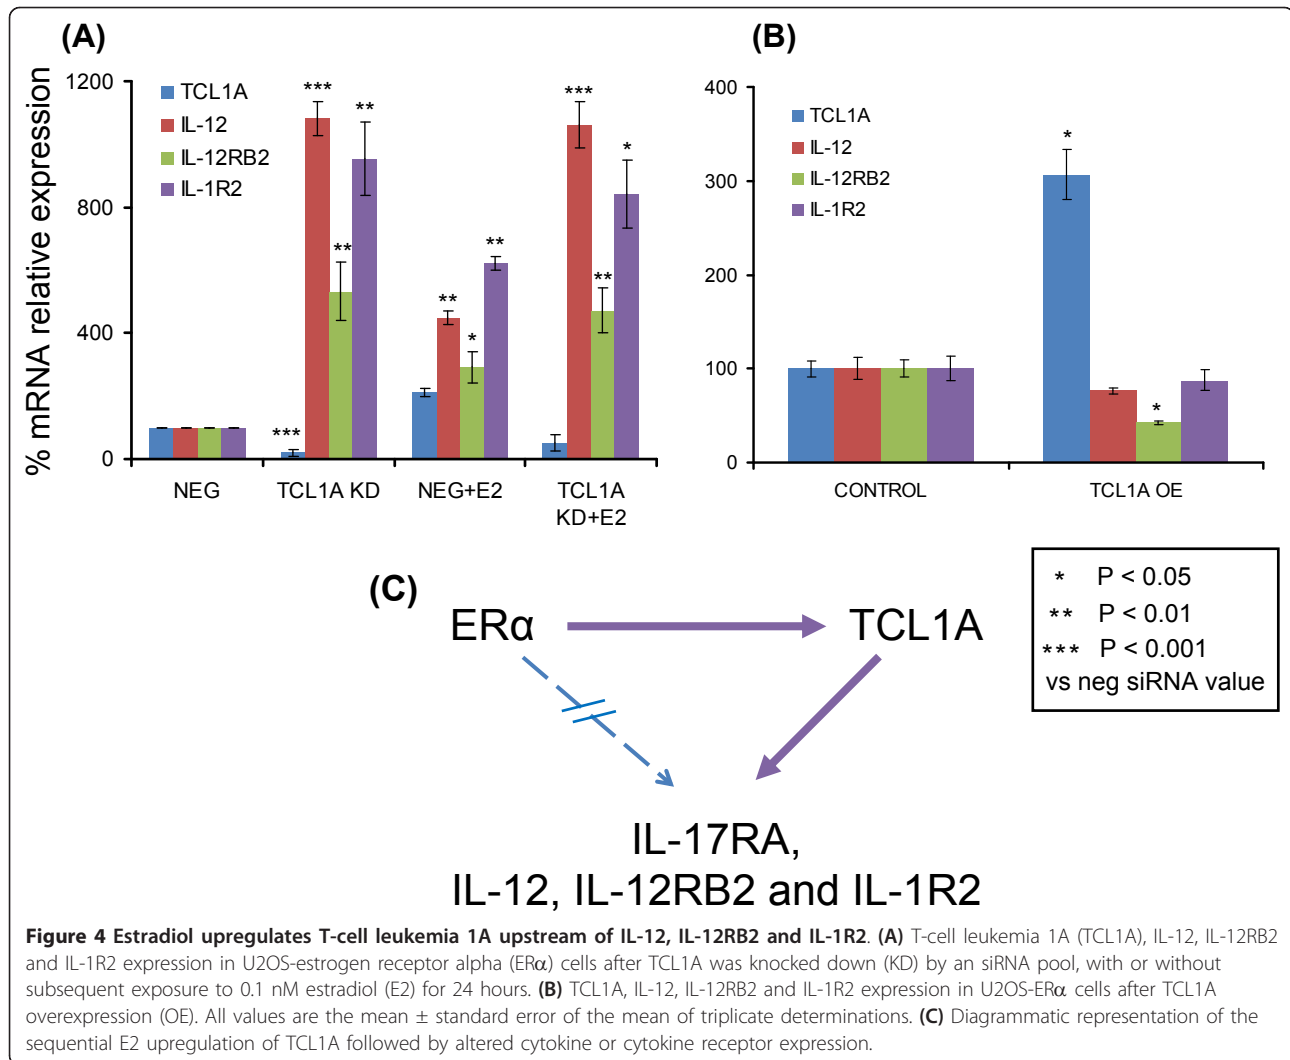 (A)
% mRNA relative expression
1200
800
400
0
TCL1A
IL-12
IL-12RB2
IL-1R2
***
**
**
***
**
*
**
***
**
*
NEG
TCL1A KD
NEG+E2
TCL1A
KD+E2
(B)
400
300
200
100
0
TCL1A
IL-12
IL-12RB2
IL-1R2
*
*
CONTROL
TCL1A OE
* P < 0.05
** P < 0.01
*** P < 0.001
vs neg siRNA value
(C)
ERα
TCL1A
IL-17RA,
IL-12, IL-12RB2 and IL-1R2
Figure 4 Estradiol upregulates T-cell leukemia 1A upstream of IL-12, IL-12RB2 and IL-1R2. (A) T-cell leukemia 1A (TCL1A), IL-12, IL-12RB2
and IL-1R2 expression in U2OS-estrogen receptor alpha (ERα) cells after TCL1A was knocked down (KD) by an siRNA pool, with or without
subsequent exposure to 0.1 nM estradiol (E2) for 24 hours. (B) TCL1A, IL-12, IL-12RB2 and IL-1R2 expression in U2OS-ERα cells after TCL1A
overexpression (OE). All values are the mean ± standard error of the mean of triplicate determinations. (C) Diagrammatic representation of the
sequential E2 upregulation of TCL1A followed by altered cytokine or cytokine receptor expression.